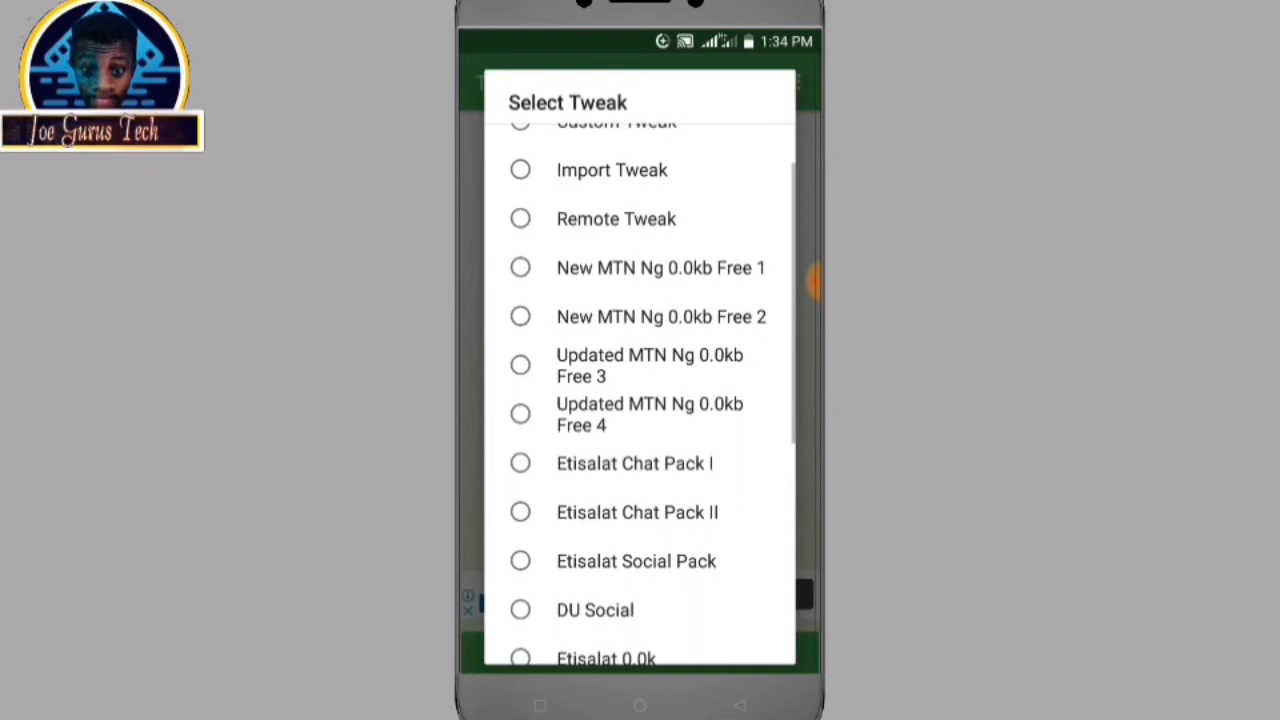 Joe Gurus Tech
1:34 PM
Select Tweak
Custom Tweak
Import Tweak
Remote Tweak
New MTN Ng 0.0kb Free 1
New MTN Ng 0.0kb Free 2
Updated MTN Ng 0.0kb
Free 3
Updated MTN Ng 0.0kb
Free 4
Etisalat Chat Pack I
Etisalat Chat Pack II
Etisalat Social Pack
DU Social
Etisalat 0.0k